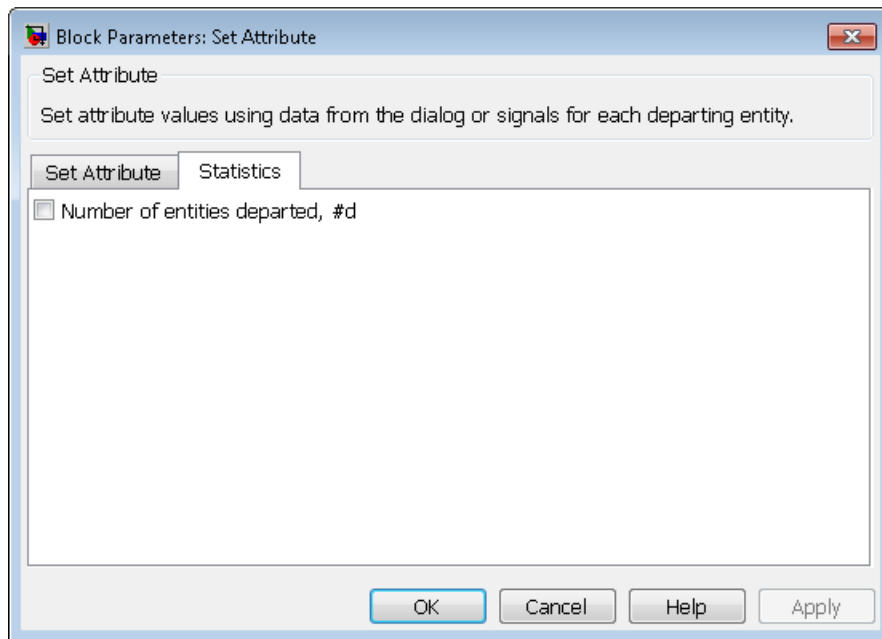 Block Parameters: Set Attribute
Set Attribute
Set attribute values using data from the dialog or signals for each departing entity.
Set Attribute Statistics
Number of entities departed, #d
OK Cancel Help Apply